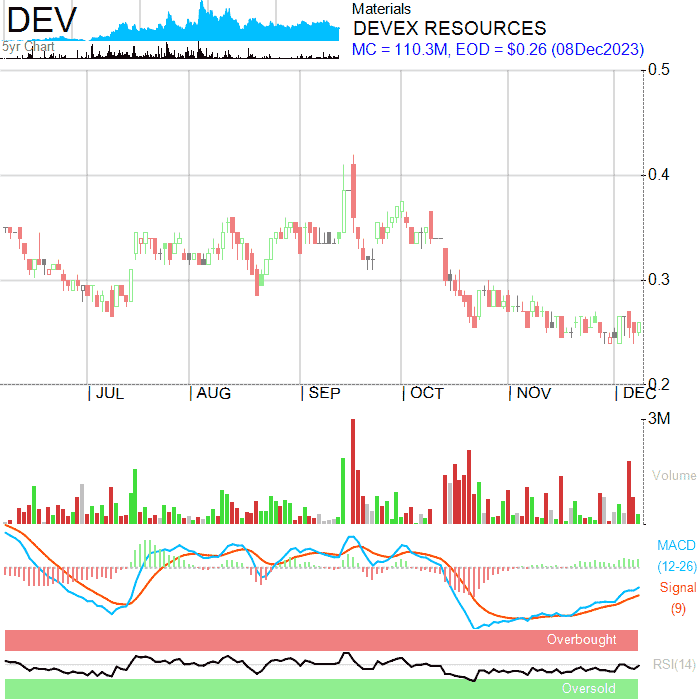 DEV
5yr Chart
Materials
DEVEX RESOURCES
MC = 110.3M, EOD = $0.26 (08Dec2023)
0.5
0.4
0.3
0.2
JUL AUG SEP OCT NOV DEC
3M
Volume
MACD
(12-26)
Signal
(9)
Overbought
RSI(14)
Oversold